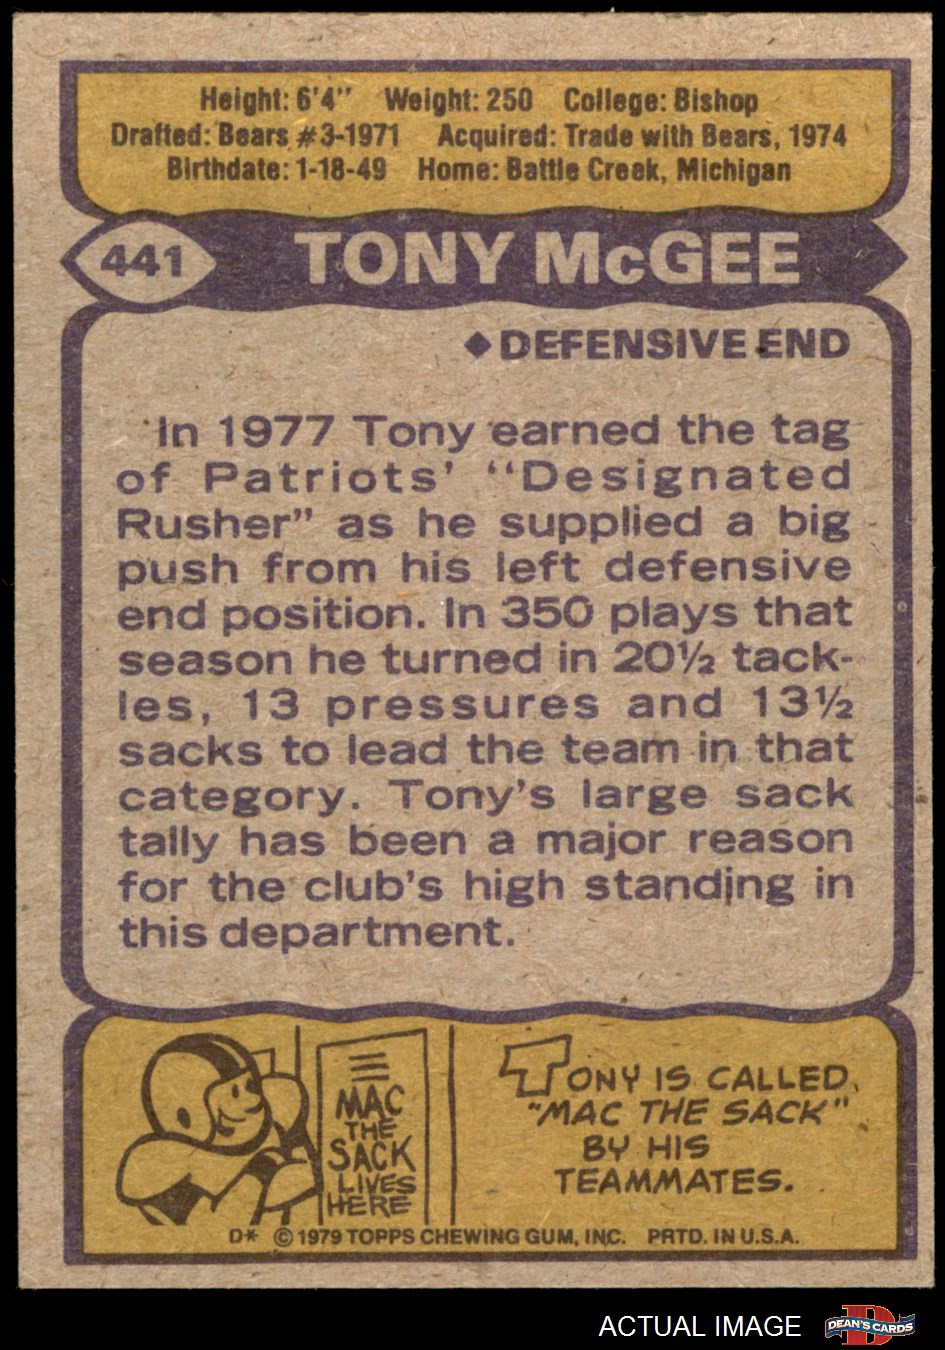 Height: 6'4" Weight: 250 College: Bishop
Drafted: Bears #3-1971 Acquired: Trade with Bears, 1974
Birthdate: 1-18-49 Home: Battle Creek, Michigan
441 TONY McGEE
◆DEFENSIVE END
In 1977 Tony earned the tag
of Patriots' "Designated
Rusher" as he supplied a big
push from his left defensive
end position. In 350 plays that
season he turned in 20½ tack-
les, 13 pressures and 13½
sacks to lead the team in that
category. Tony's large sack
tally has been a major reason
for the club's high standing in
this department.
MAC
THE
SACK
LIVES
HERE
TONY IS CALLED
"MAC THE SACK"
BY HIS
TEAMMATES.
D* ©1979 TOPPS CHEWING GUM, INC. PRTD. IN U.S.A.
ACTUAL IMAGE D DEAN'S CARDS